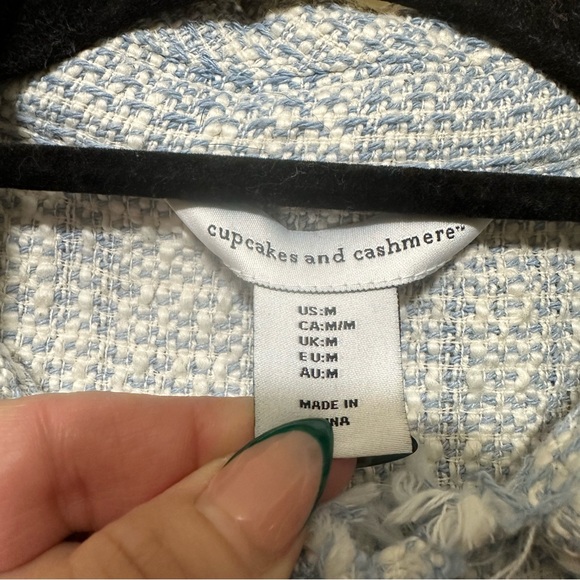 cupcakes and cashmere™
US:M
CA:M/M
UK:M
EU:M
AU:M
MADE IN